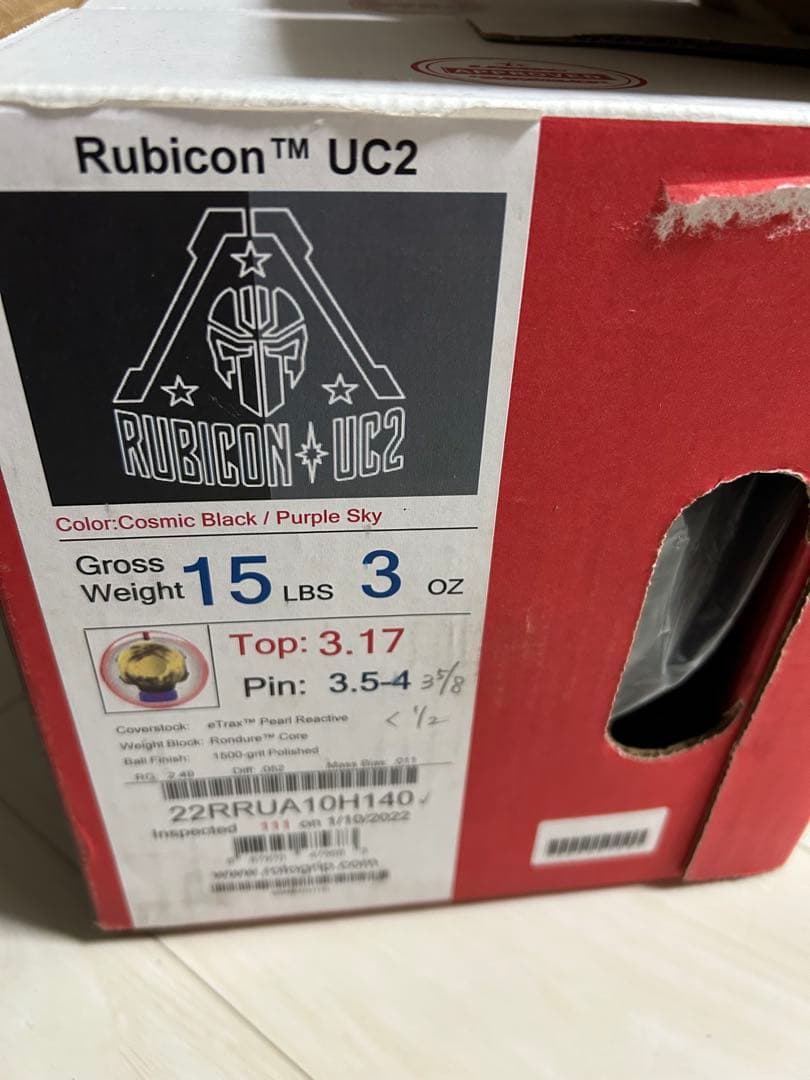 APPROVED
Rubicon™ UC2
RUBICON UC2
Color:Cosmic Black / Purple Sky
Gross Weight 15 LBS 3 OZ
Top: 3.17
Pin: 3.5-4 3 5/8
< 1/2
Coverstock: eTrax™ Pearl Reactive
Weight Block: Rondure™ Core
Ball Finish: 1500-grit Polished
RG: 2.49 Diff: .052 Mass Bias .011
22RRUA10H140
Inspected 111 on 1/10/2022
www.rotogrip.com